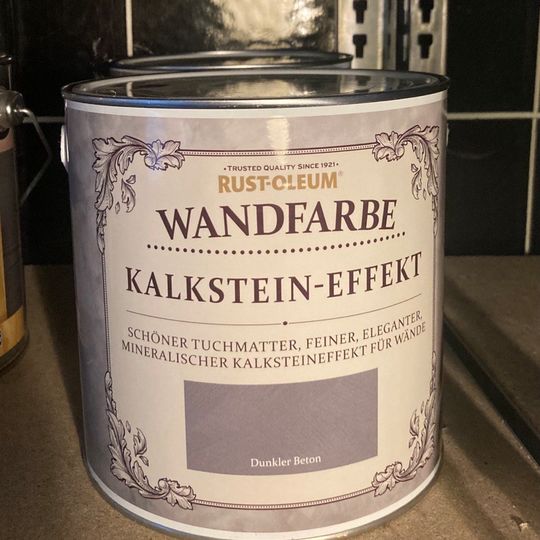 • TRUSTED QUALITY SINCE 1921 •
RUST-OLEUM®
WANDFARBE
KALKSTEIN-EFFEKT
SCHÖNER TUCHMATTER, FEINER, ELEGANTER,
MINERALISCHER KALKSTEINEFFEKT FÜR WÄNDE
Dunkler Beton